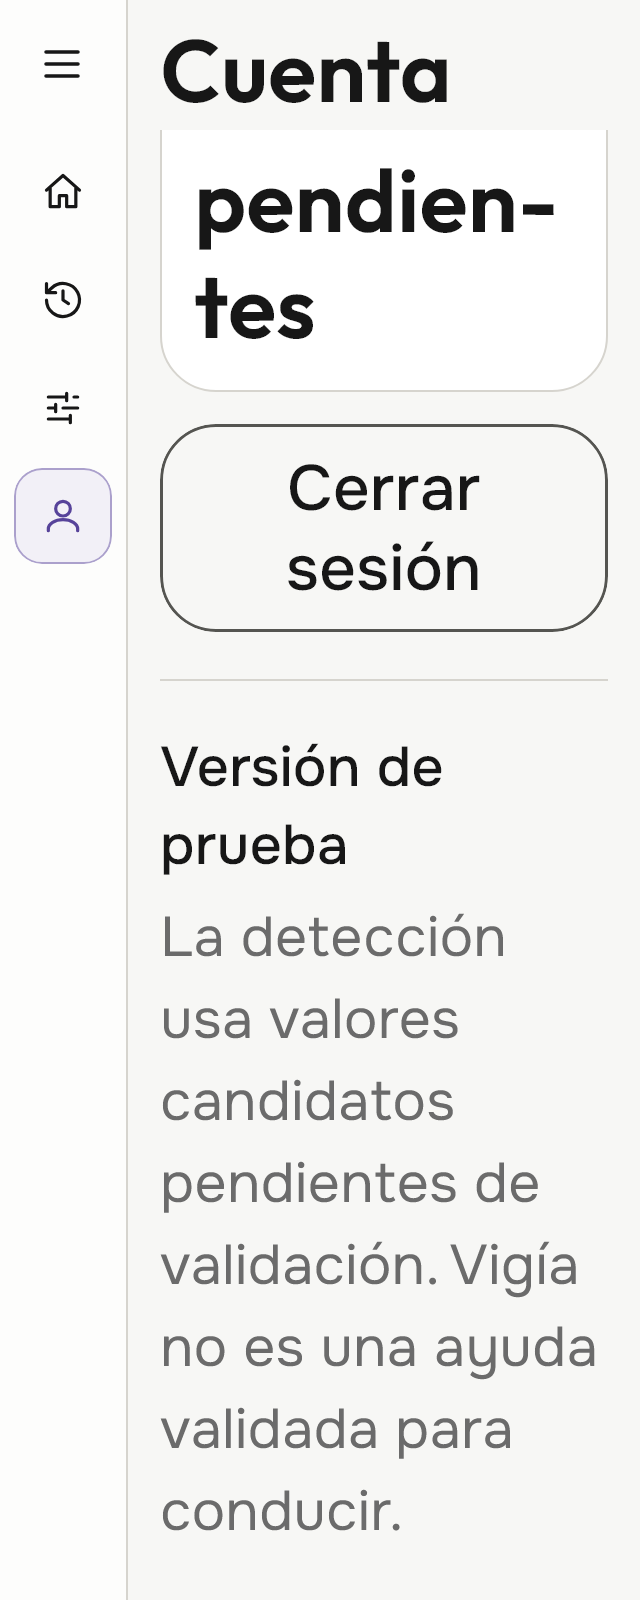 Cuenta
pendien-
tes
Cerrar
sesión
Versión de
prueba
La detección
usa valores
candidatos
pendientes de
validación. Vigía
no es una ayuda
validada para
conducir.